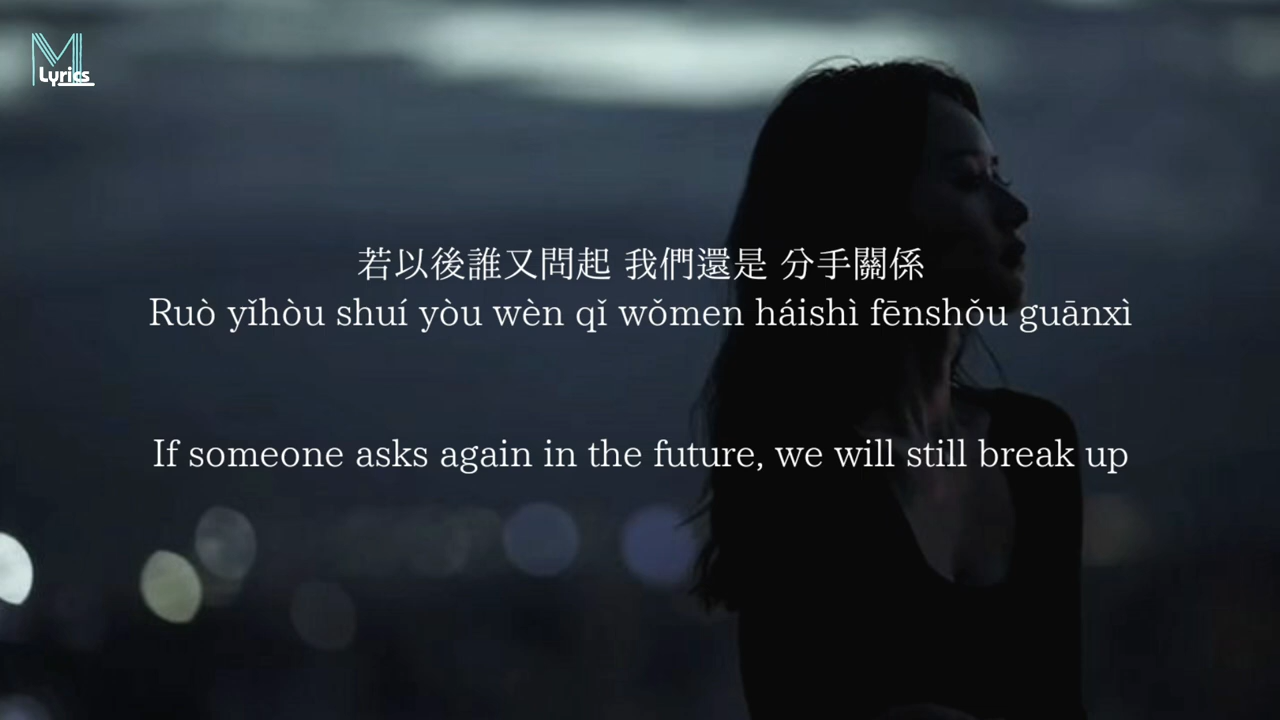 M
Lyrics
若以後誰又問起 我們還是 分手關係
Ruò yǐhòu shuí yòu wèn qǐ wǒmen háishì fēnshǒu guānxì
If someone asks again in the future, we will still break up